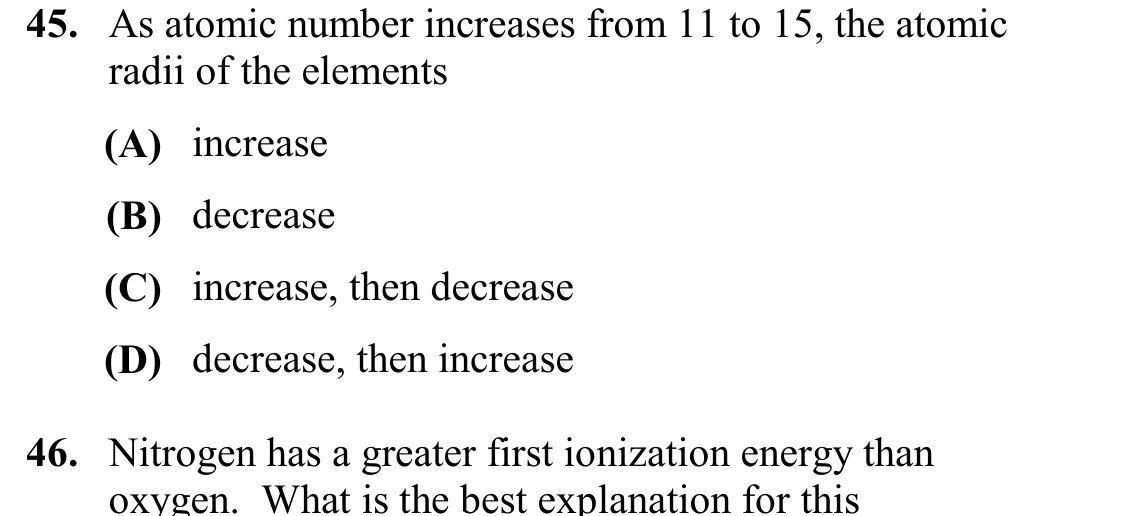 45. As atomic number increases from 11 to 15, the atomic
radii of the elements
(A) increase
(B) decrease
(C) increase, then decrease
(D) decrease, then increase
46. Nitrogen has a greater first ionization energy than
oxygen. What is the best explanation for this